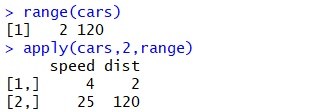 > range(cars)
[1]   2 120
> apply(cars,2,range)
     speed dist
[1,]     4    2
[2,]    25  120